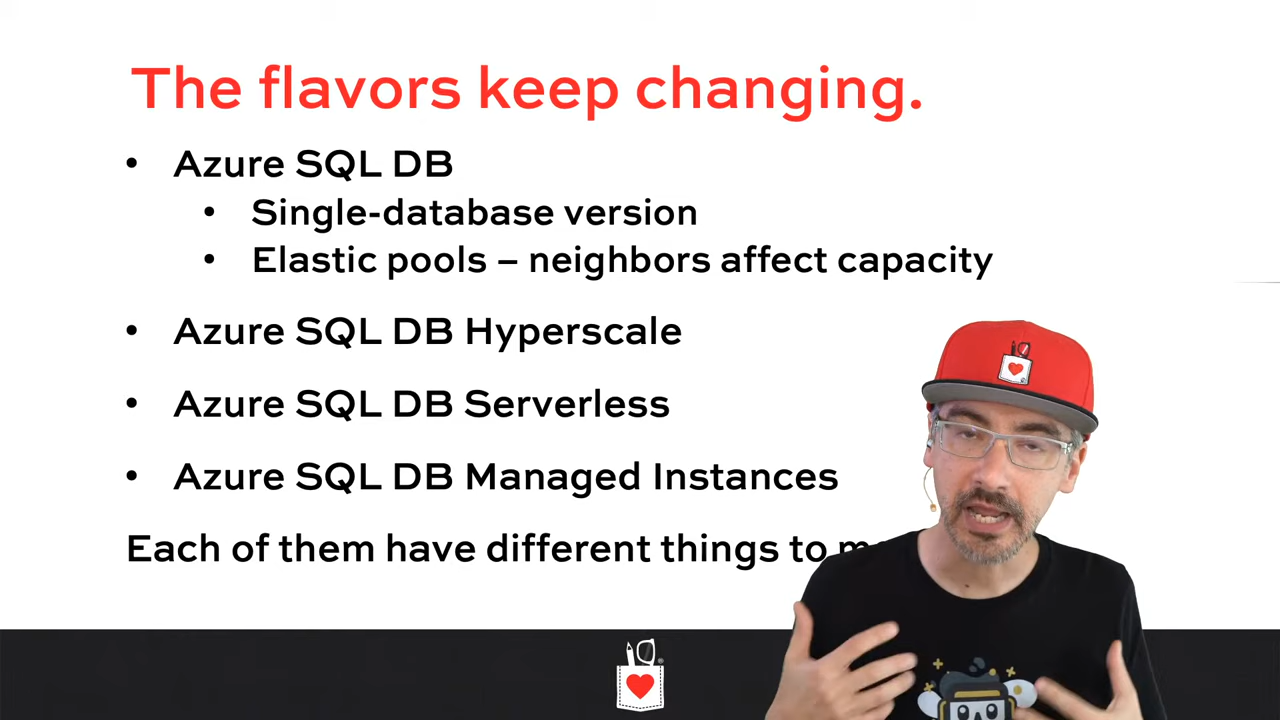 The flavors keep changing.
• Azure SQL DB
• Single-database version
• Elastic pools – neighbors affect capacity
• Azure SQL DB Hyperscale
• Azure SQL DB Serverless
• Azure SQL DB Managed Instances
Each of them have different things to